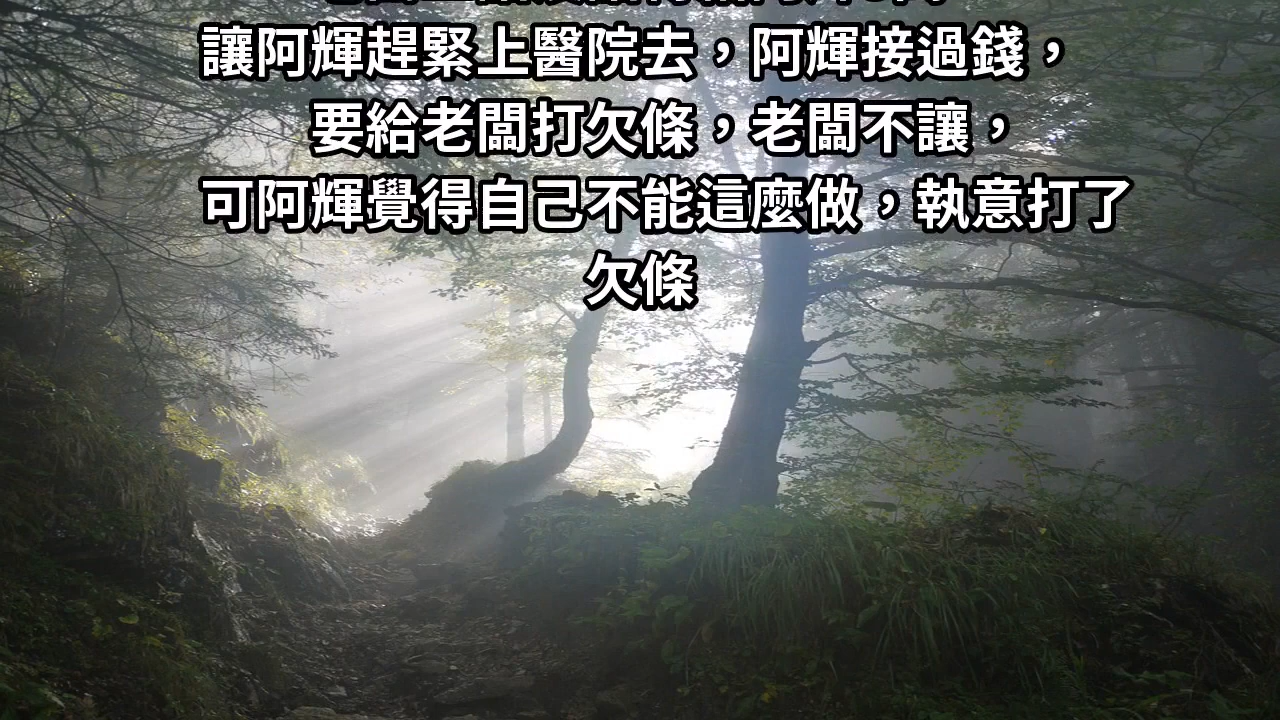 讓阿輝趕緊上醫院去，阿輝接過錢，
要給老闆打欠條，老闆不讓，
可阿輝覺得自己不能這麼做，執意打了
欠條